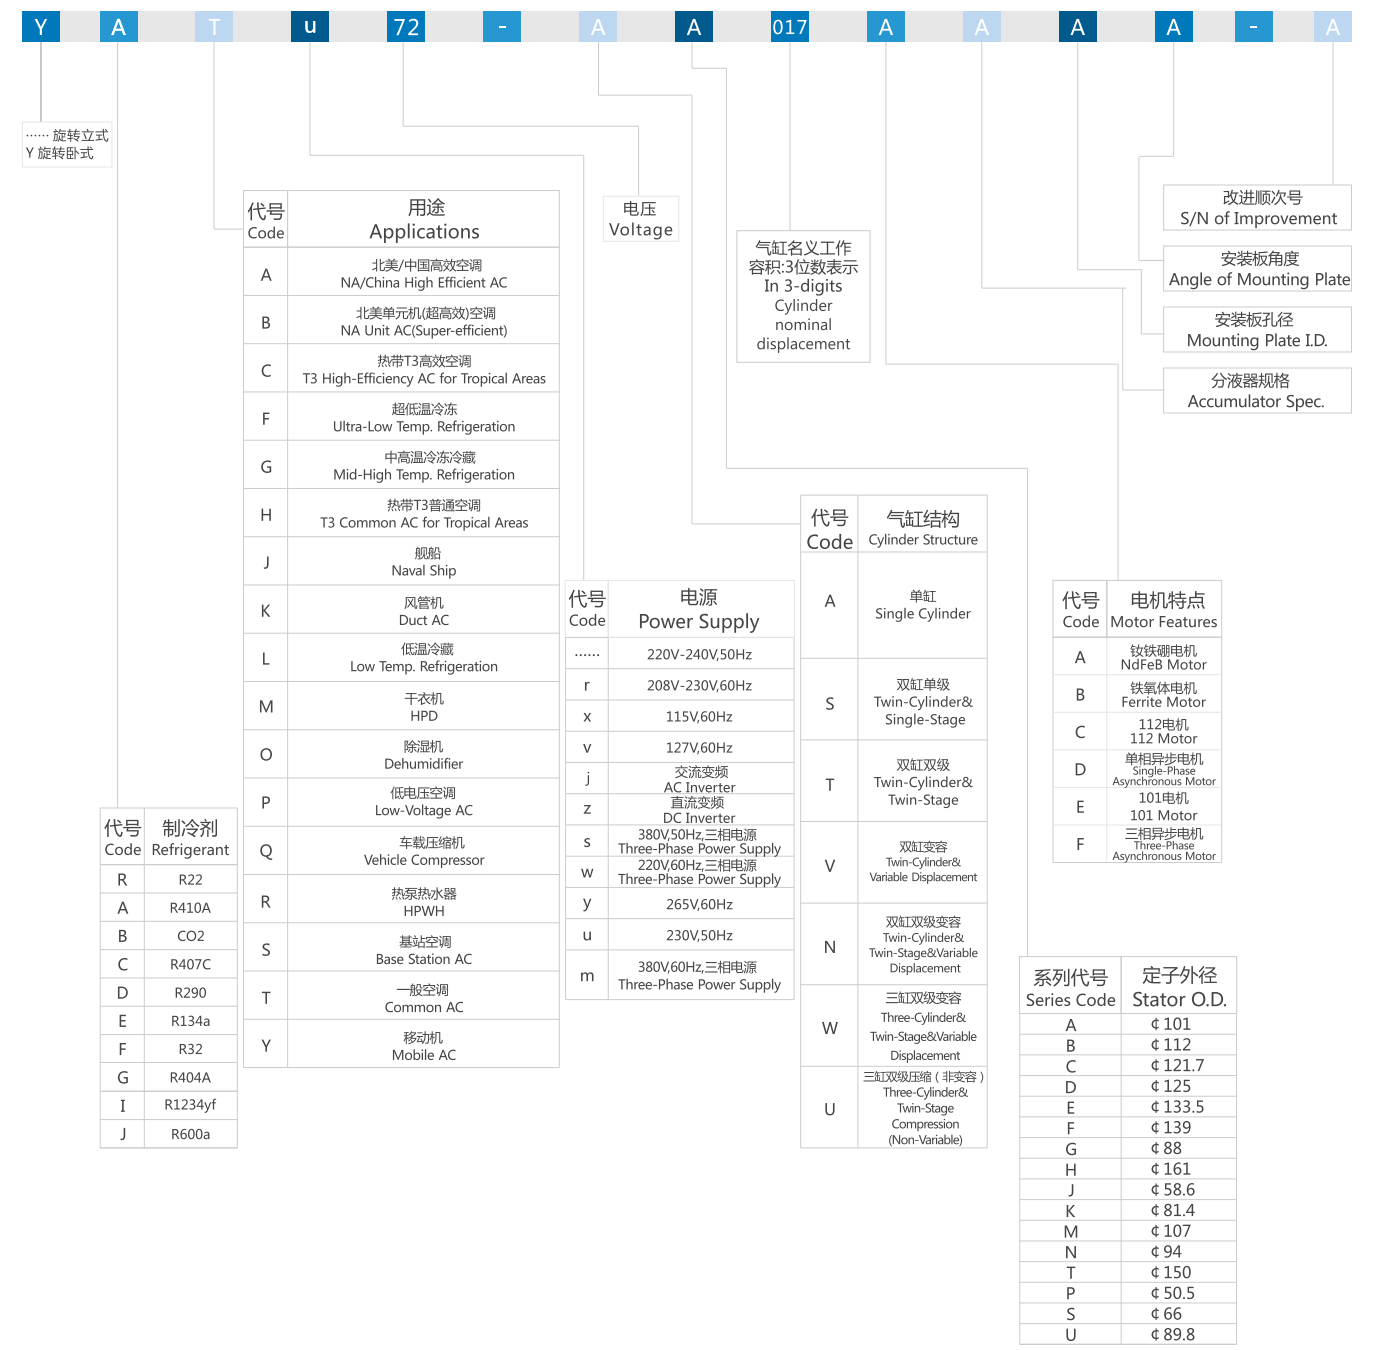 Y A T u 72 - A A 017 A A A A - A
...... 旋转立式
Y 旋转卧式
代号 用途
Code Applications
A 北美/中国高效空调
NA/China High Efficient AC
B 北美单元机(超高效)空调
NA Unit AC(Super-efficient)
C 热带T3高效空调
T3 High-Efficiency AC for Tropical Areas
F 超低温冷冻
Ultra-Low Temp. Refrigeration
G 中高温冷冻冷藏
Mid-High Temp. Refrigeration
H 热带T3普通空调
T3 Common AC for Tropical Areas
J 舰船
Naval Ship
K 风管机
Duct AC
L 低温冷藏
Low Temp. Refrigeration
M 干衣机
HPD
O 除湿机
Dehumidifier
P 低电压空调
Low-Voltage AC
Q 车载压缩机
Vehicle Compressor
R 热泵热水器
HPWH
S 基站空调
Base Station AC
T 一般空调
Common AC
Y 移动机
Mobile AC
代号 制冷剂
Code Refrigerant
R R22
A R410A
B CO2
C R407C
D R290
E R134a
F R32
G R404A
I R1234yf
J R600a
电压
Voltage
代号 电源
Code Power Supply
...... 220V-240V,50Hz
r 208V-230V,60Hz
x 115V,60Hz
v 127V,60Hz
j 交流变频
AC Inverter
z 直流变频
DC Inverter
s 380V,50Hz,三相电源
Three-Phase Power Supply
w 220V,60Hz,三相电源
Three-Phase Power Supply
y 265V,60Hz
u 230V,50Hz
m 380V,60Hz,三相电源
Three-Phase Power Supply
气缸名义工作
容积:3位数表示
In 3-digits
Cylinder
nominal
displacement
代号 气缸结构
Code Cylinder Structure
A 单缸
Single Cylinder
S 双缸单级
Twin-Cylinder&
Single-Stage
T 双缸双级
Twin-Cylinder&
Twin-Stage
V 双缸变容
Twin-Cylinder&
Variable Displacement
N 双缸双级变容
Twin-Cylinder&
Twin-Stage&Variable
Displacement
W 三缸双级变容
Three-Cylinder&
Twin-Stage&Variable
Displacement
U 三缸双级压缩（非变容）
Three-Cylinder&
Twin-Stage
Compression
(Non-Variable)
改进顺次号
S/N of Improvement
安装板角度
Angle of Mounting Plate
安装板孔径
Mounting Plate I.D.
分液器规格
Accumulator Spec.
代号 电机特点
Code Motor Features
A 钕铁硼电机
NdFeB Motor
B 铁氧体电机
Ferrite Motor
C 112电机
112 Motor
D 单相异步电机
Single-Phase
Asynchronous Motor
E 101电机
101 Motor
F 三相异步电机
Three-Phase
Asynchronous Motor
系列代号 定子外径
Series Code Stator O.D.
A ¢101
B ¢112
C ¢121.7
D ¢125
E ¢133.5
F ¢139
G ¢88
H ¢161
J ¢58.6
K ¢81.4
M ¢107
N ¢94
T ¢150
P ¢50.5
S ¢66
U ¢89.8